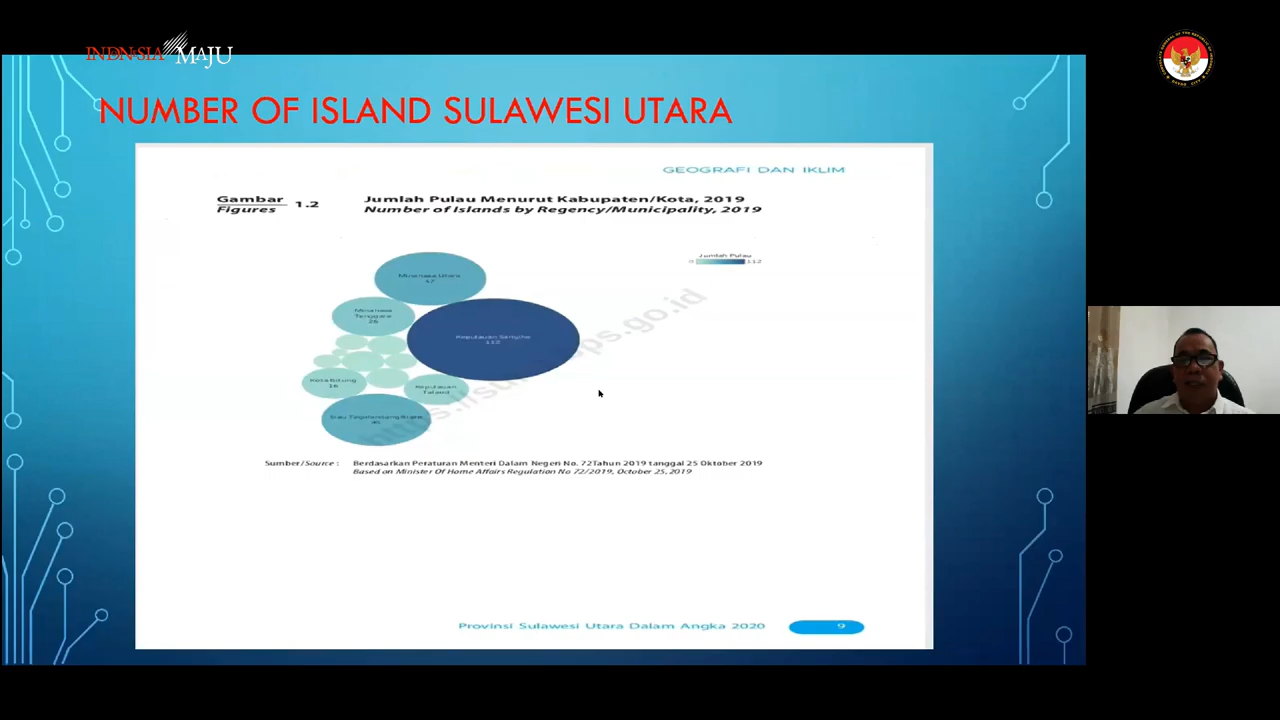 INDONESIA MAJU
NUMBER OF ISLAND SULAWESI UTARA
GEOGRAFI DAN IKLIM
Gambar
Figures 1.2
Jumlah Pulau Menurut Kabupaten/Kota, 2019
Number of Islands by Regency/Municipality, 2019
Jumlah Pulau
0 112
Minahasa Utara
47
Minahasa
Tenggara
26
Kepulauan Sangihe
112
Kota Bitung
16
Kepulauan
Talaud
Siau Tagulandang Biaro
Sumber/Source :
Berdasarkan Peraturan Menteri Dalam Negeri No. 72Tahun 2019 tanggal 25 Oktober 2019
Based on Minister Of Home Affairs Regulation No 72/2019, October 25, 2019
Provinsi Sulawesi Utara Dalam Angka 2020
9